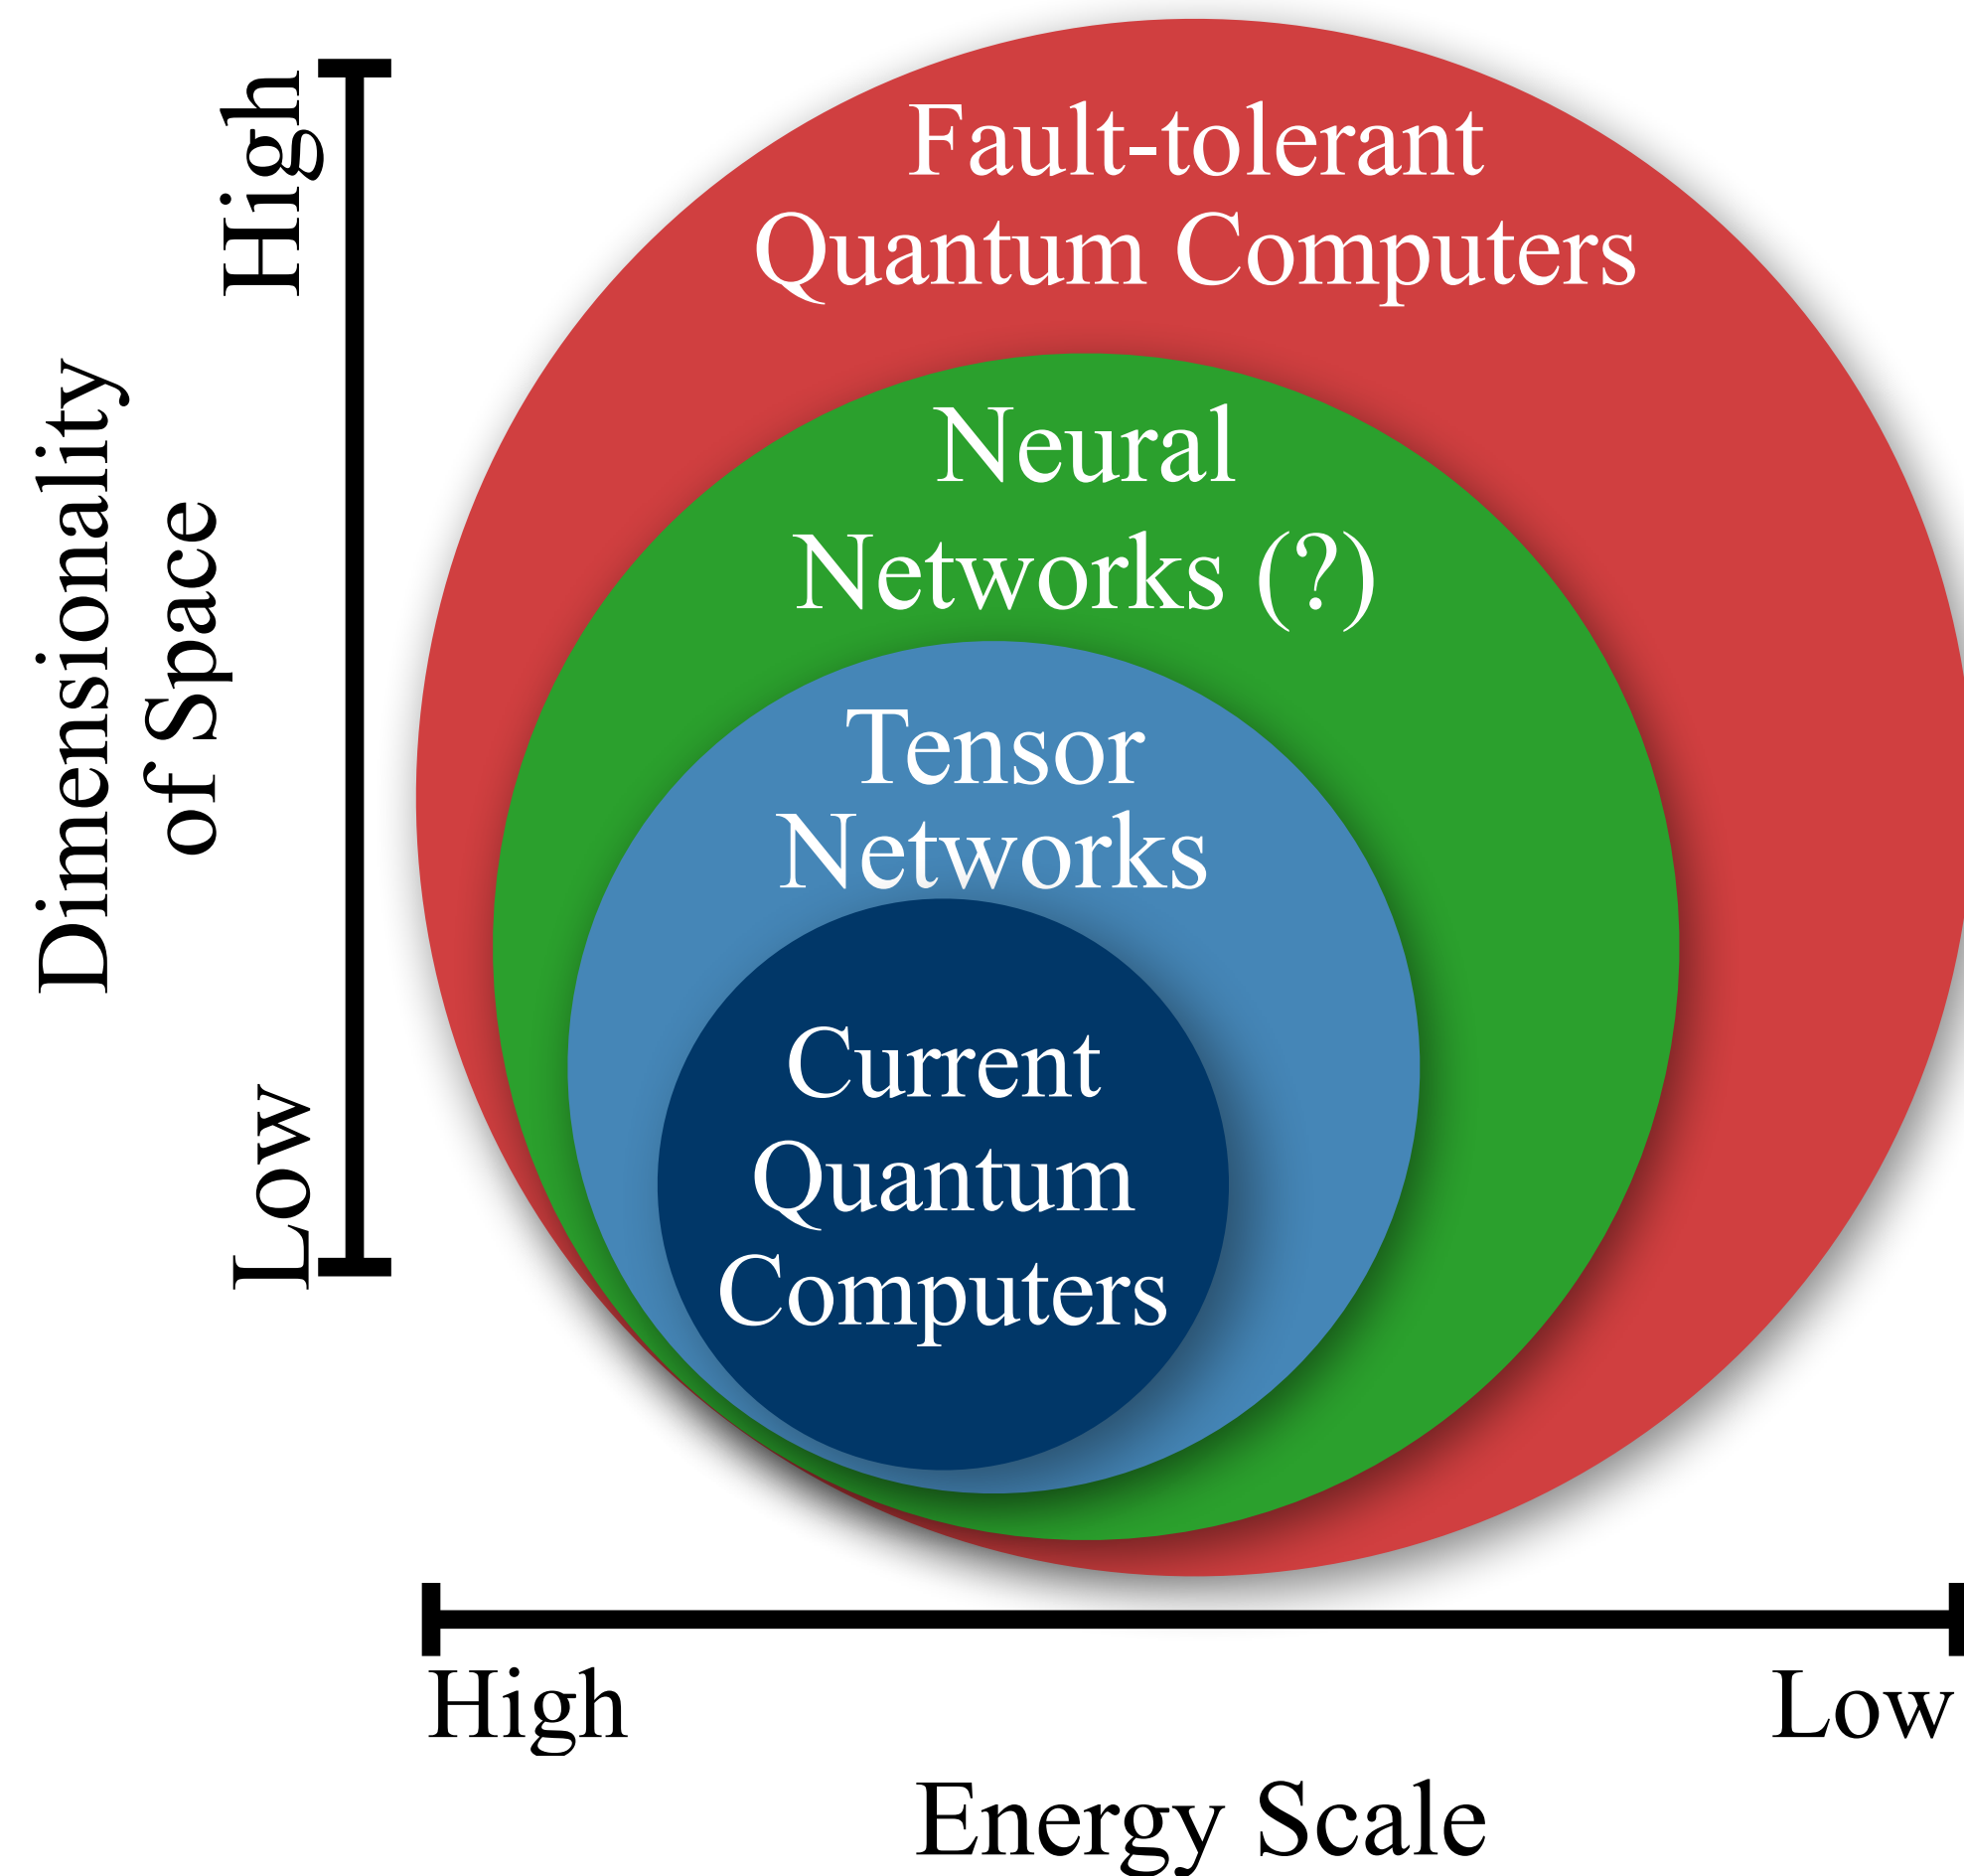 High
Dimensionality
of Space
Low
Fault-tolerant
Quantum Computers
Neural
Networks (?)
Tensor
Networks
Current
Quantum
Computers
High
Low
Energy Scale